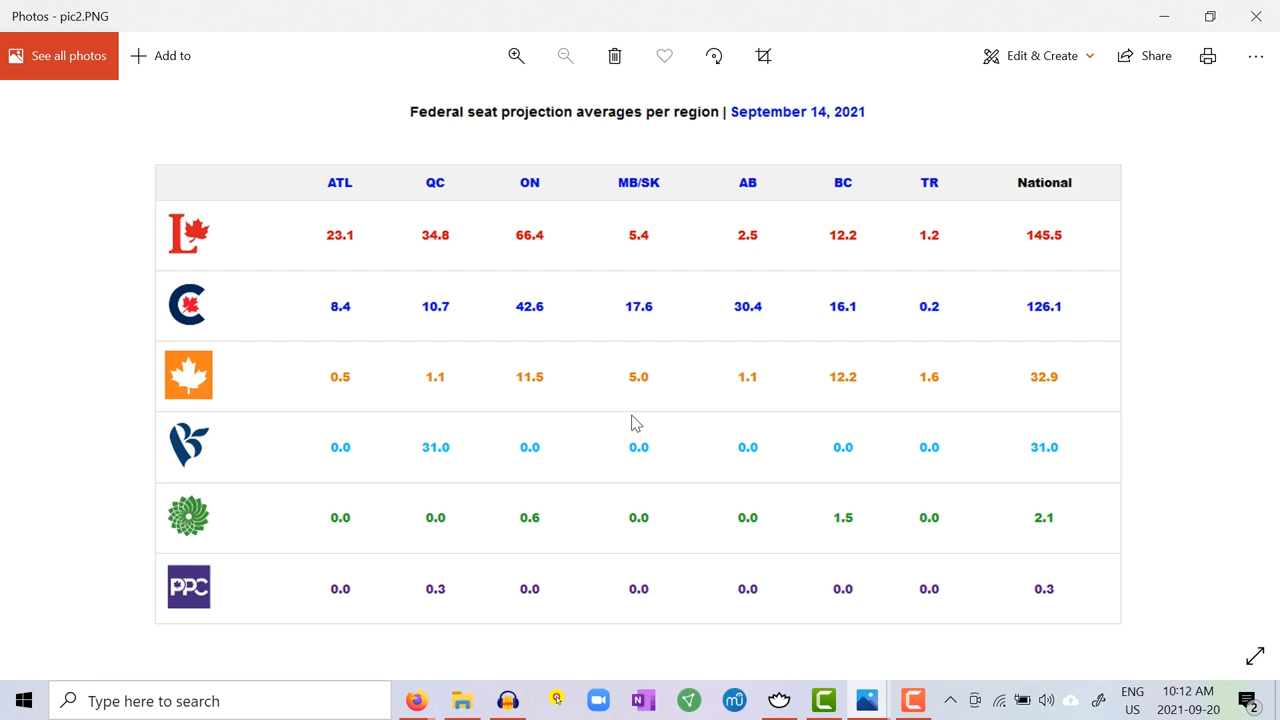 Photos - pic2.PNG
See all photos
Add to
Edit & Create
Share
Federal seat projection averages per region | September 14, 2021
ATL QC ON MB/SK AB BC TR National
L 23.1 34.8 66.4 5.4 2.5 12.2 1.2 145.5
C 8.4 10.7 42.6 17.6 30.4 16.1 0.2 126.1
0.5 1.1 11.5 5.0 1.1 12.2 1.6 32.9
0.0 31.0 0.0 0.0 0.0 0.0 0.0 31.0
0.0 0.0 0.6 0.0 0.0 1.5 0.0 2.1
PPC 0.0 0.3 0.0 0.0 0.0 0.0 0.0 0.3
Type here to search
ENG
US
10:12 AM
2021-09-20
2